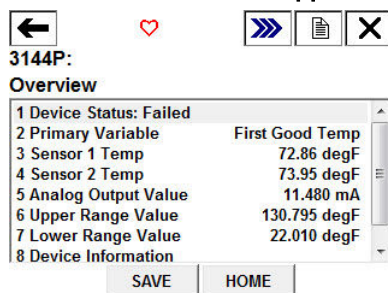 3144P:
Overview
1 Device Status: Failed
2 Primary Variable First Good Temp
3 Sensor 1 Temp 72.86 degF
4 Sensor 2 Temp 73.95 degF
5 Analog Output Value 11.480 mA
6 Upper Range Value 130.795 degF
7 Lower Range Value 22.010 degF
8 Device Information
SAVE HOME